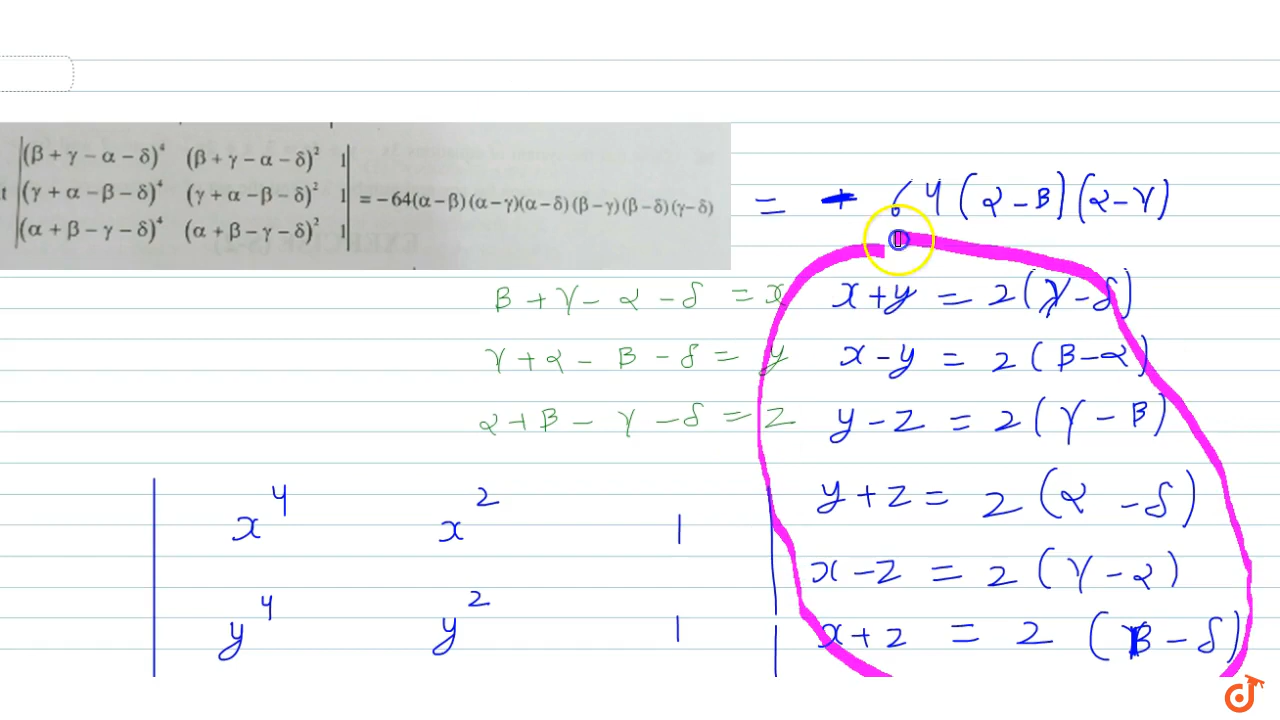 (β + γ − α − δ)⁴ (β + γ − α − δ)² 1
t (γ + α − β − δ)⁴ (γ + α − β − δ)² 1 = −64(α − β)(α − γ)(α − δ)(β − γ)(β − δ)(γ − δ)
(α + β − γ − δ)⁴ (α + β − γ − δ)² 1
= + 64(α − β)(α − γ)
β + γ − α − δ = x
γ + α − β − δ = y
α + β − γ − δ = z
x + y = 2(γ − δ)
x − y = 2(β − α)
y − z = 2(γ − β)
y + z = 2(α − δ)
x − z = 2(γ − α)
x + z = 2(β − δ)
x⁴ x² 1
y⁴ y² 1